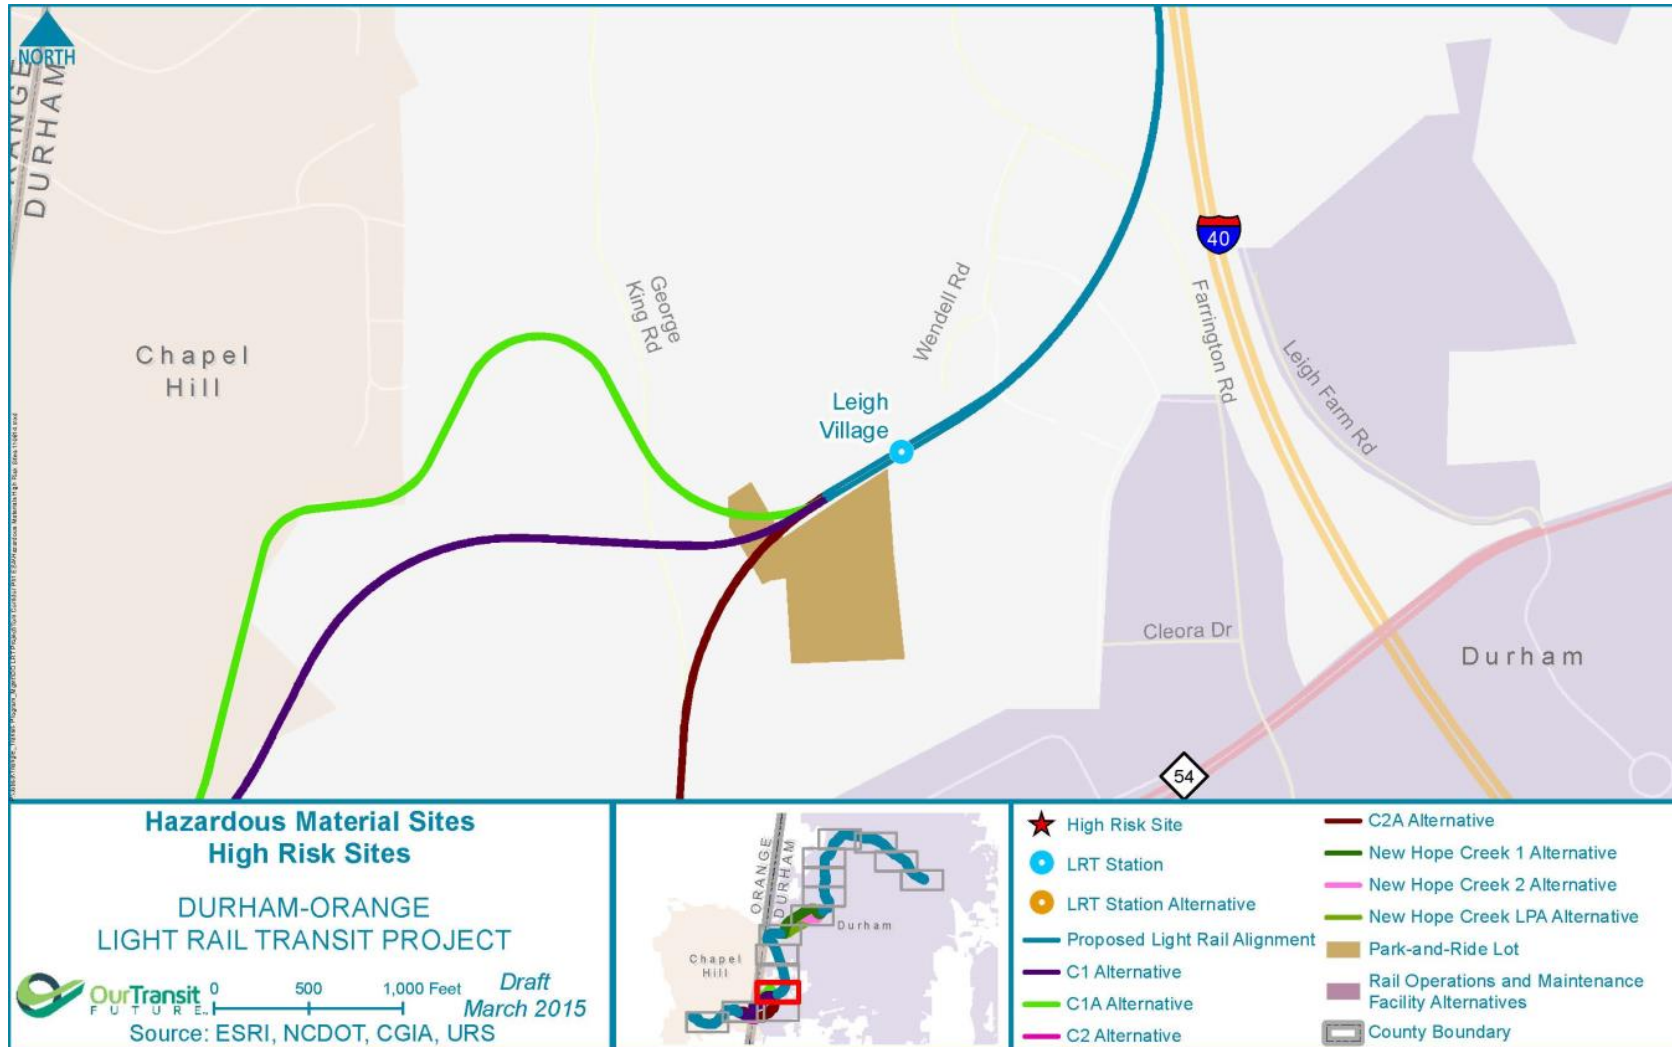 NORTH
ORANGE
DURHAM
Chapel
Hill
George
King Rd
Wendell Rd
Leigh
Village
40
Farrington Rd
Leigh Farm Rd
Cleora Dr
Durham
54
Hazardous Material Sites
High Risk Sites
DURHAM-ORANGE
LIGHT RAIL TRANSIT PROJECT
OurTransit
FUTURE
0 500 1,000 Feet
Draft
March 2015
Source: ESRI, NCDOT, CGIA, URS
ORANGE
DURHAM
Durham
Chapel
Hill
High Risk Site
LRT Station
LRT Station Alternative
Proposed Light Rail Alignment
C1 Alternative
C1A Alternative
C2 Alternative
C2A Alternative
New Hope Creek 1 Alternative
New Hope Creek 2 Alternative
New Hope Creek LPA Alternative
Park-and-Ride Lot
Rail Operations and Maintenance
Facility Alternatives
County Boundary